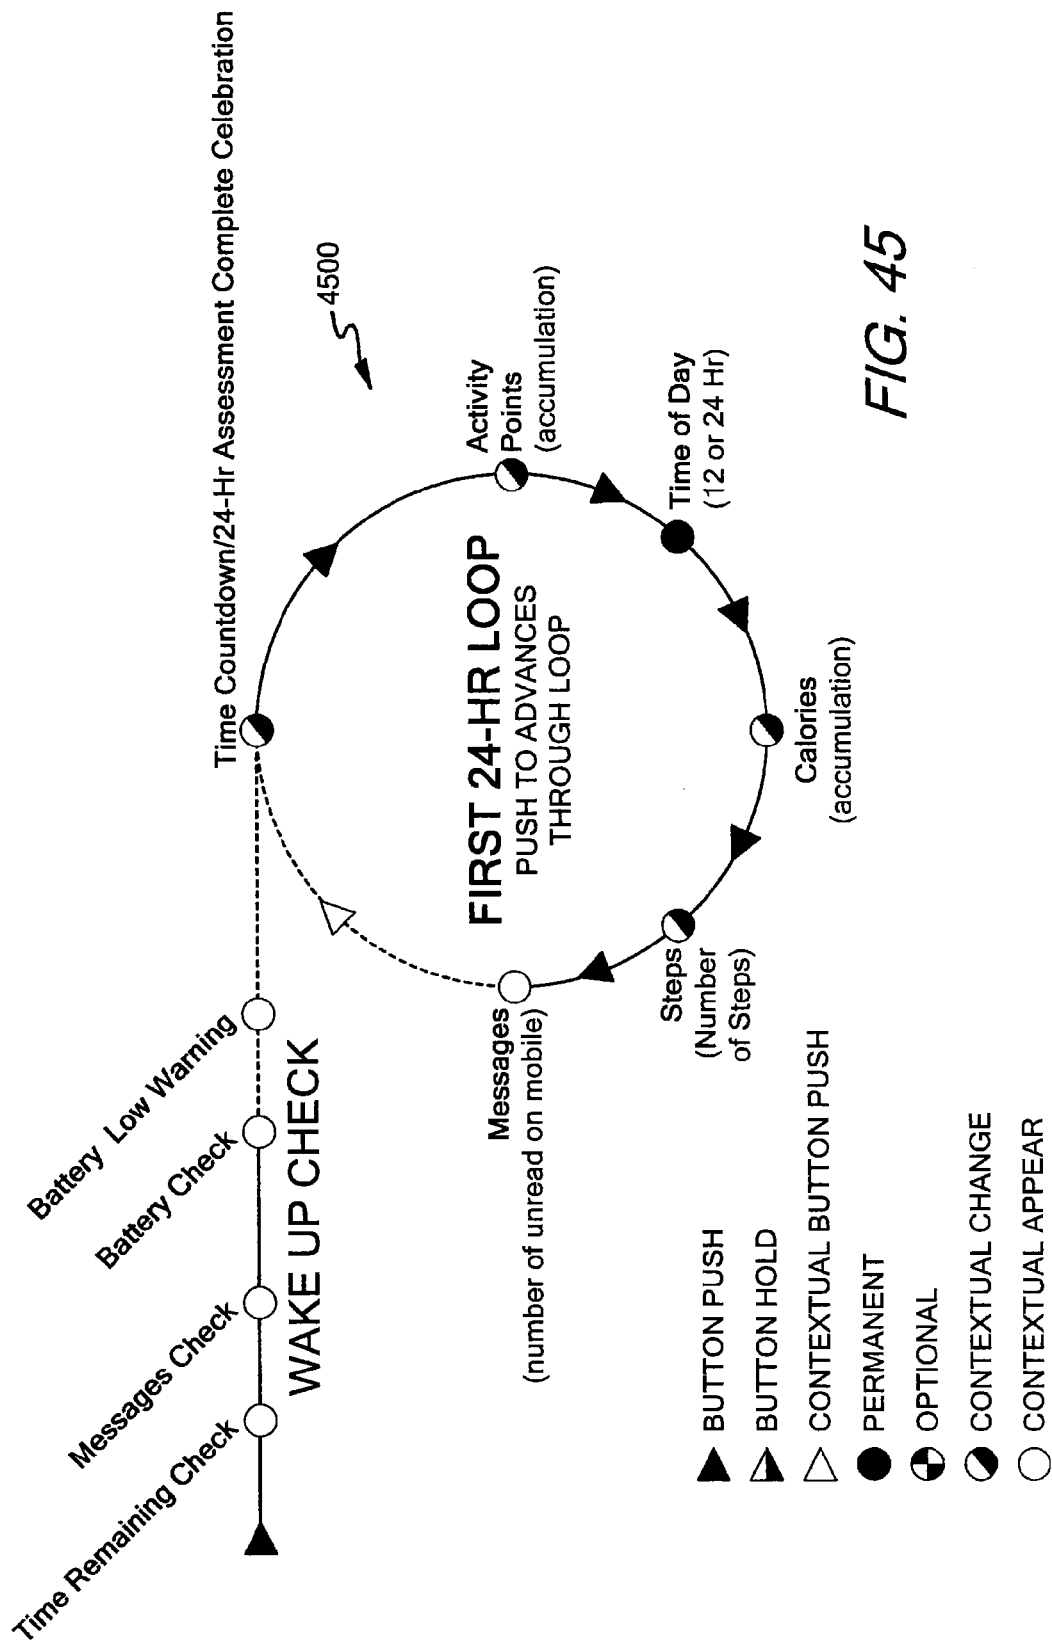 Time Remaining Check
Messages Check
Battery Check
Battery Low Warning
WAKE UP CHECK
Time Countdown/24-Hr Assessment Complete Celebration
4500
FIRST 24-HR LOOP
PUSH TO ADVANCES
THROUGH LOOP
Activity
Points
(accumulation)
Time of Day
(12 or 24 Hr)
Calories
(accumulation)
Steps
(Number
of Steps)
Messages
(number of unread on mobile)
BUTTON PUSH
BUTTON HOLD
CONTEXTUAL BUTTON PUSH
PERMANENT
OPTIONAL
CONTEXTUAL CHANGE
CONTEXTUAL APPEAR
FIG. 45